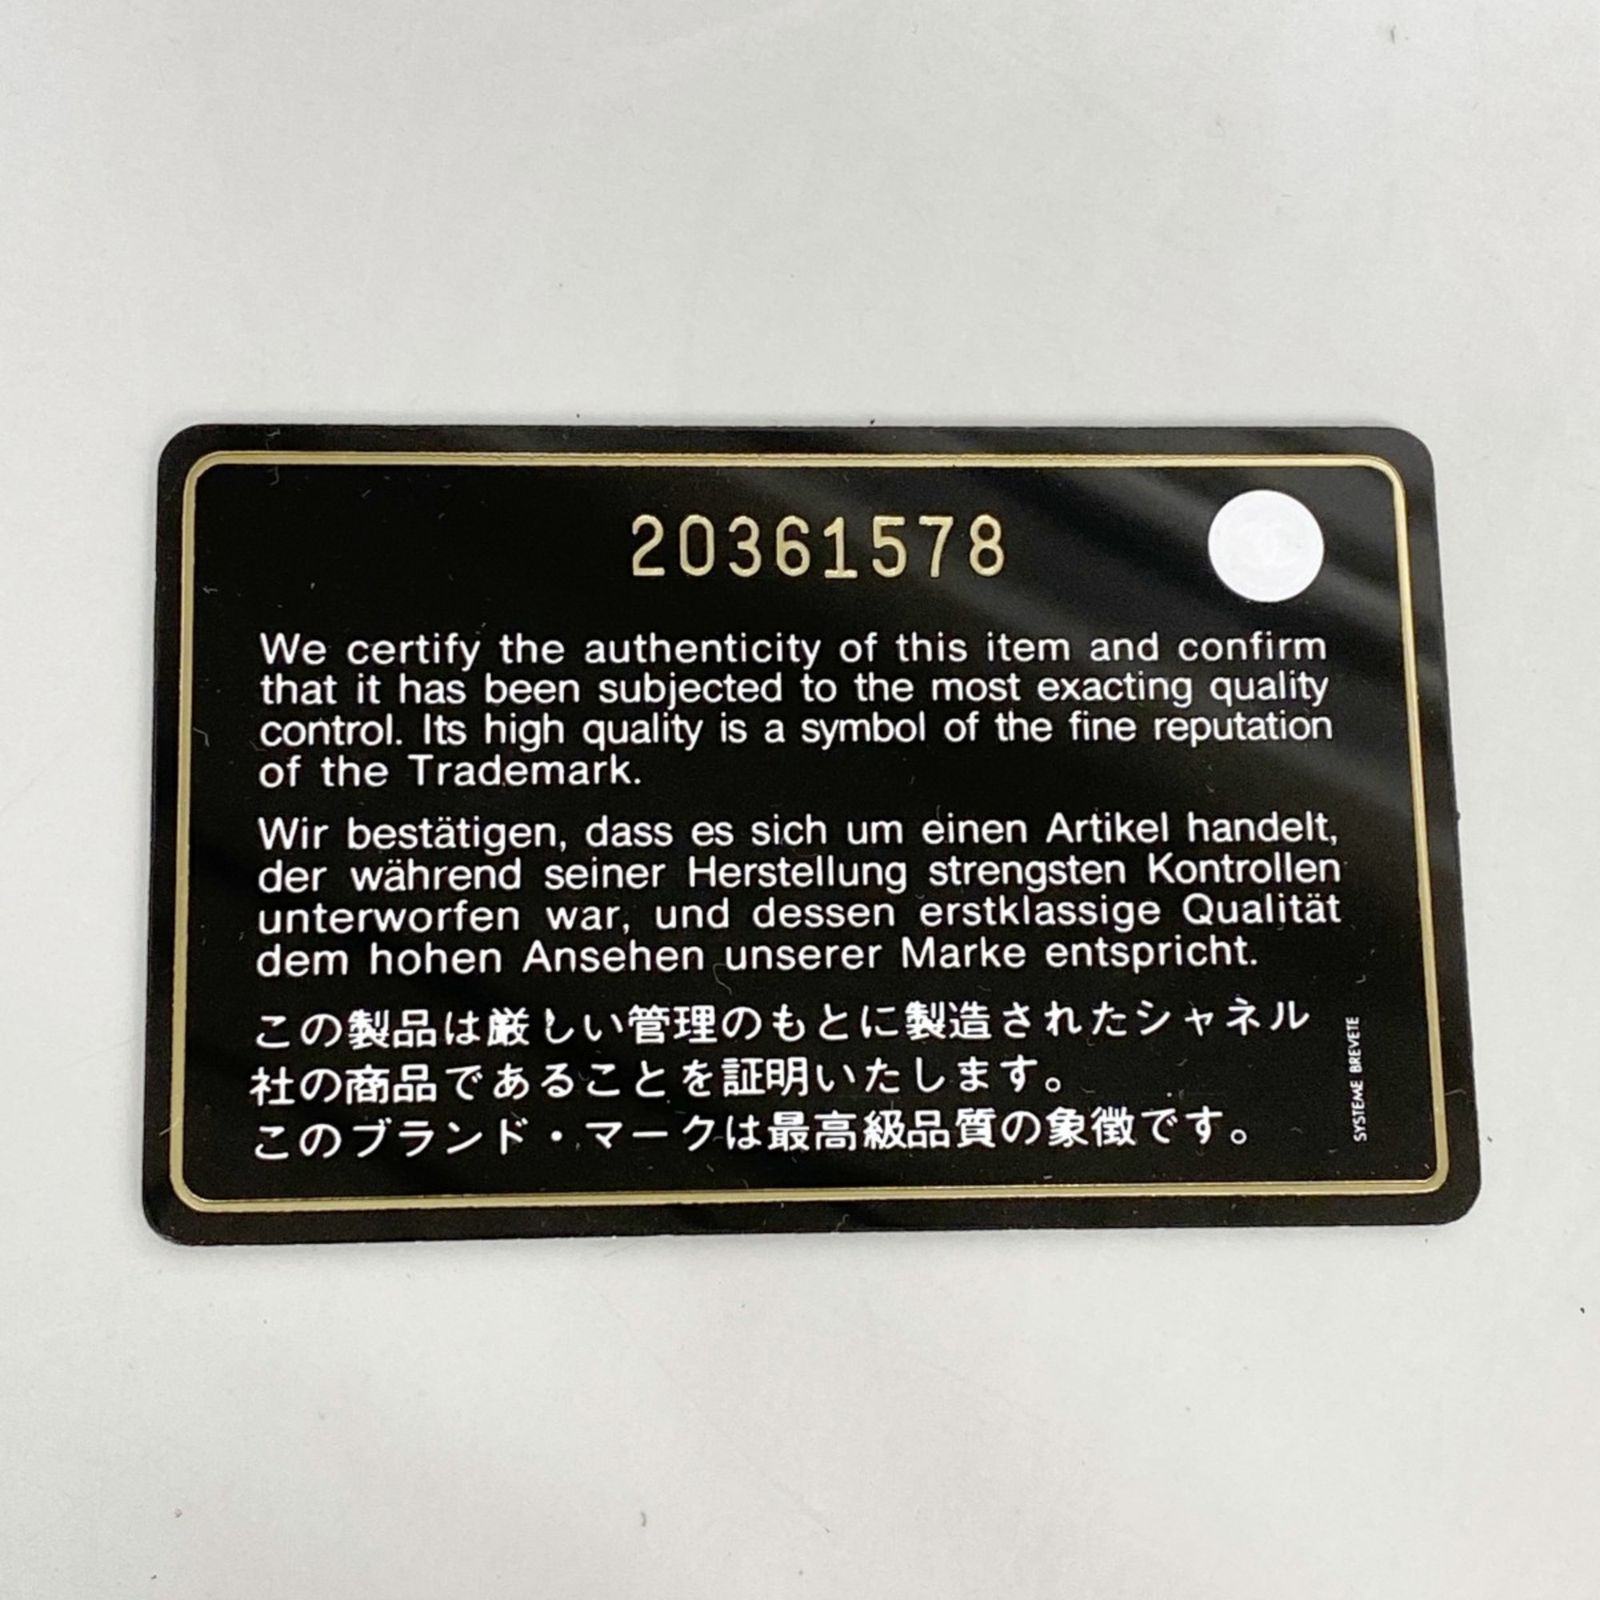 20361578
We certify the authenticity of this item and confirm
that it has been subjected to the most exacting quality
control. Its high quality is a symbol of the fine reputation
of the Trademark.
Wir bestätigen, dass es sich um einen Artikel handelt,
der während seiner Herstellung strengsten Kontrollen
unterworfen war, und dessen erstklassige Qualität
dem hohen Ansehen unserer Marke entspricht.
この製品は厳しい管理のもとに製造されたシャネル
社の商品であることを証明いたします。
このブランド・マークは最高級品質の象徴です。
SYSTEME BREVETE